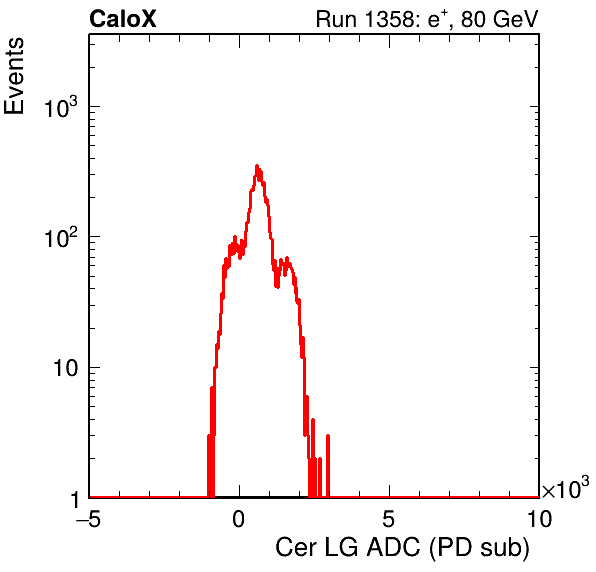 CaloX
Run 1358: e⁺, 80 GeV
Events
10³
10²
10
1
−5 0 5 10
×10³
Cer LG ADC (PD sub)